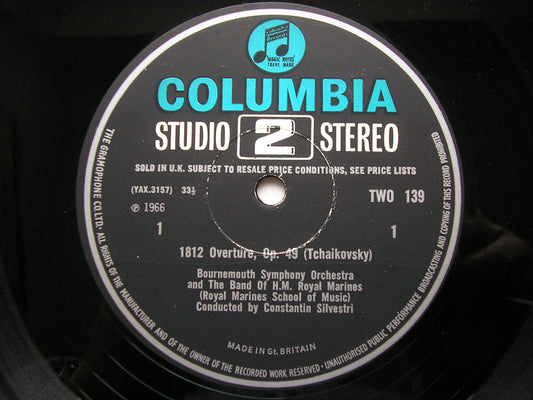 Columbia
Records
MAGIC NOTES
TRADE MARK
COLUMBIA
STUDIO 2 STEREO
SOLD IN U.K. SUBJECT TO RESALE PRICE CONDITIONS, SEE PRICE LISTS
(YAX.3157) 33⅓
TWO 139
℗ 1966
1
1
1812 Overture, Op. 49 (Tchaikovsky)
Bournemouth Symphony Orchestra
and The Band Of H.M. Royal Marines
(Royal Marines School of Music)
Conducted by Constantin Silvestri
MADE IN Gt. BRITAIN
THE GRAMOPHONE CO. LTD. · ALL RIGHTS OF THE MANUFACTURER AND OF THE OWNER OF THE RECORDED WORK RESERVED · UNAUTHORISED PUBLIC PERFORMANCE BROADCASTING AND COPYING OF THIS RECORD PROHIBITED